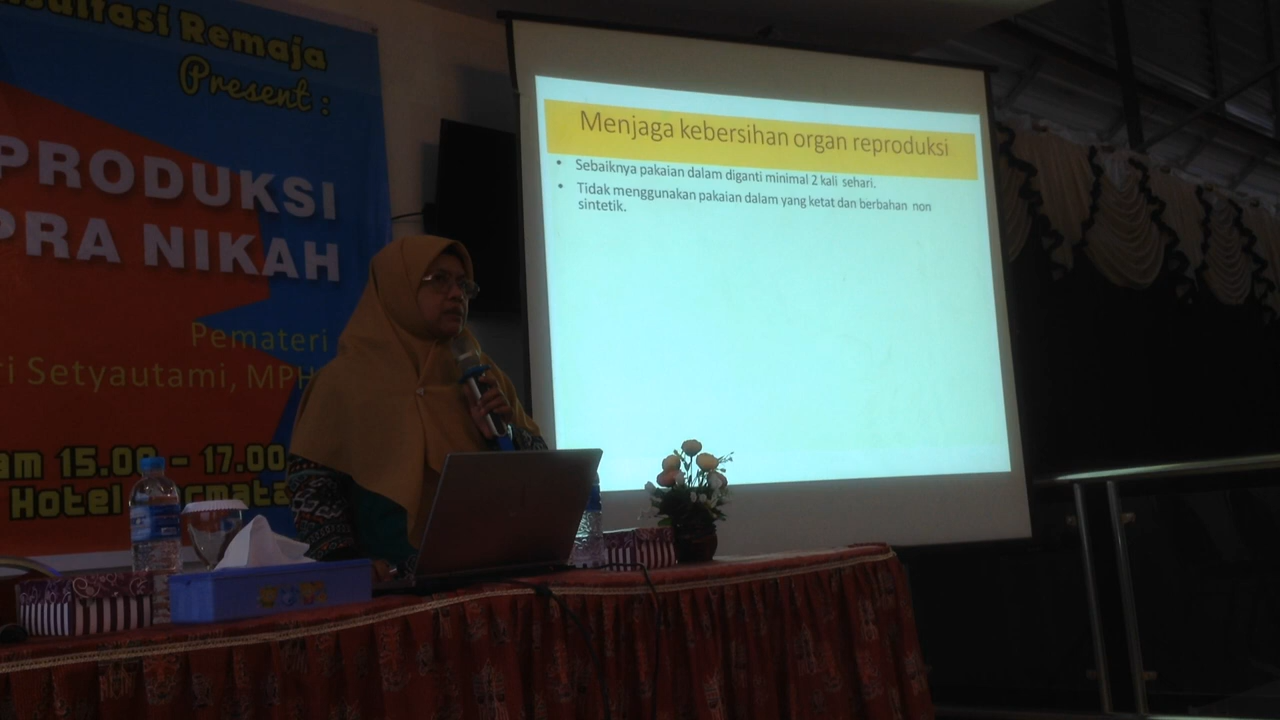 Remaja
Present :
PRODUKSI
PRA NIKAH
Pemateri
ri Setyautami, MPH
am 15.00 - 17.00
Hotel
Menjaga kebersihan organ reproduksi
• Sebaiknya pakaian dalam diganti minimal 2 kali sehari.
• Tidak menggunakan pakaian dalam yang ketat dan berbahan non
sintetik.